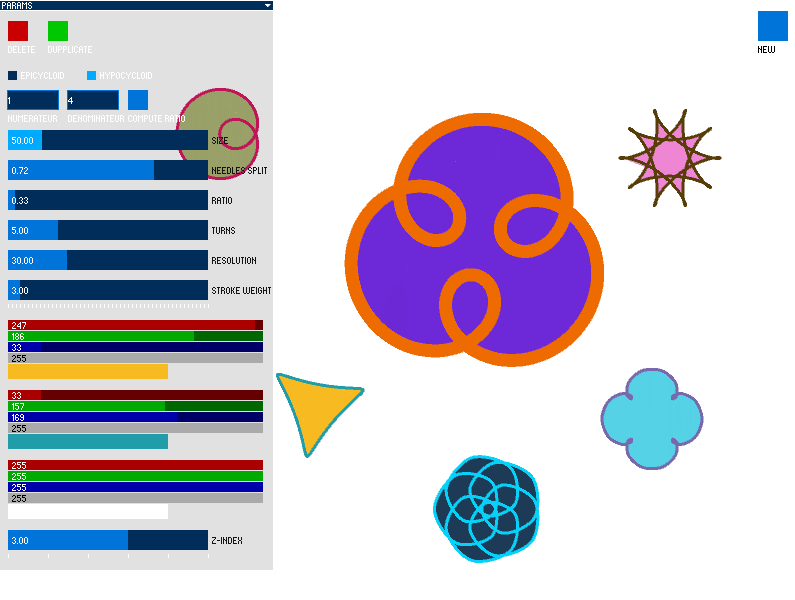 PARAMS
NEW
DELETE DUPPLICATE
EPICYCLOID HYPOCYCLOID
1 4
NUMERATEUR DENOMINATEUR COMPUTE RATIO
50.00 SIZE
0.72 NEEDLES SPLIT
0.33 RATIO
5.00 TURNS
30.00 RESOLUTION
3.00 STROKE WEIGHT
247
186
33
255
33
157
169
255
255
255
255
255
3.00 Z-INDEX